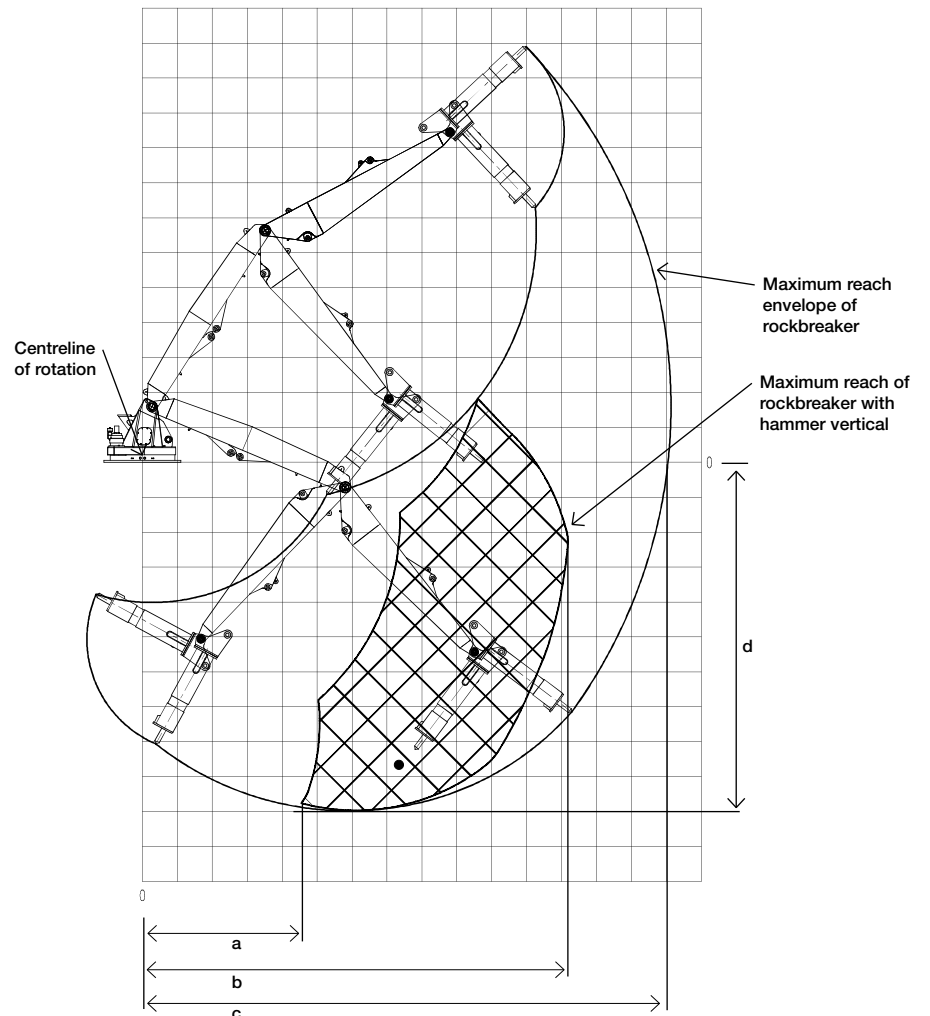 Maximum reach
envelope of
rockbreaker
Centreline
of rotation
Maximum reach of
rockbreaker with
hammer vertical
0
d
0
a
b
c